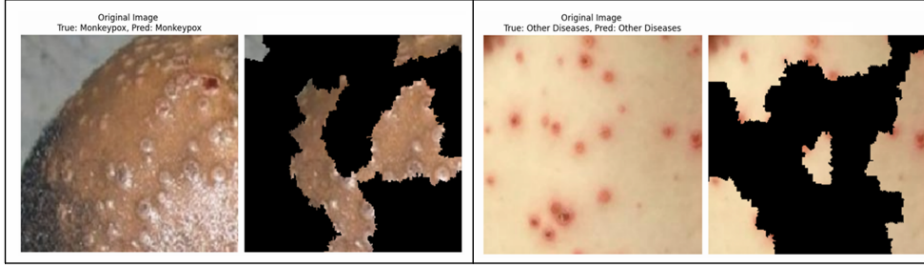 Original Image
True: Monkeypox, Pred: Monkeypox
Original Image
True: Other Diseases, Pred: Other Diseases